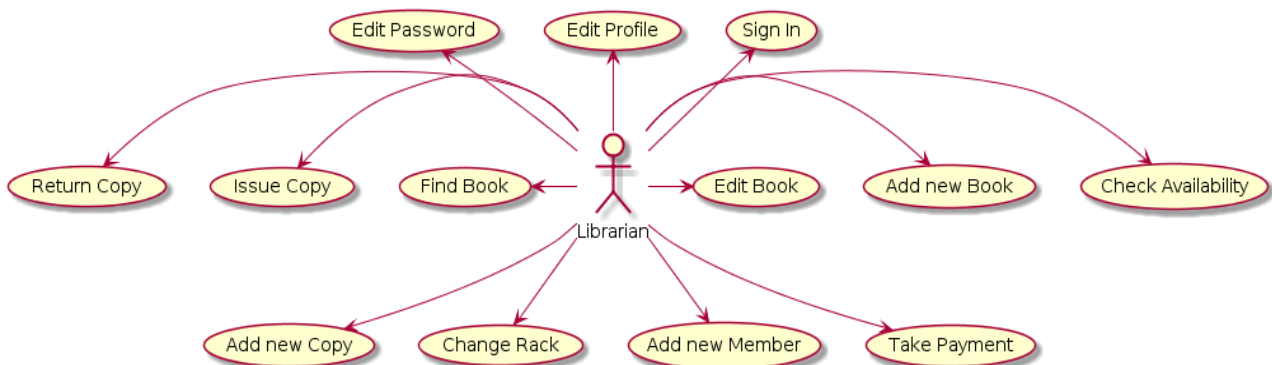 Edit Password
Edit Profile
Sign In
Return Copy
Issue Copy
Find Book
Edit Book
Add new Book
Check Availability
Librarian
Add new Copy
Change Rack
Add new Member
Take Payment